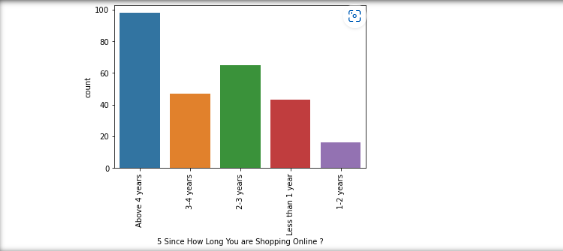 100
80
60
40
20
0
count
Above 4 years
3-4 years
2-3 years
Less than 1 year
1-2 years
5 Since How Long You are Shopping Online ?